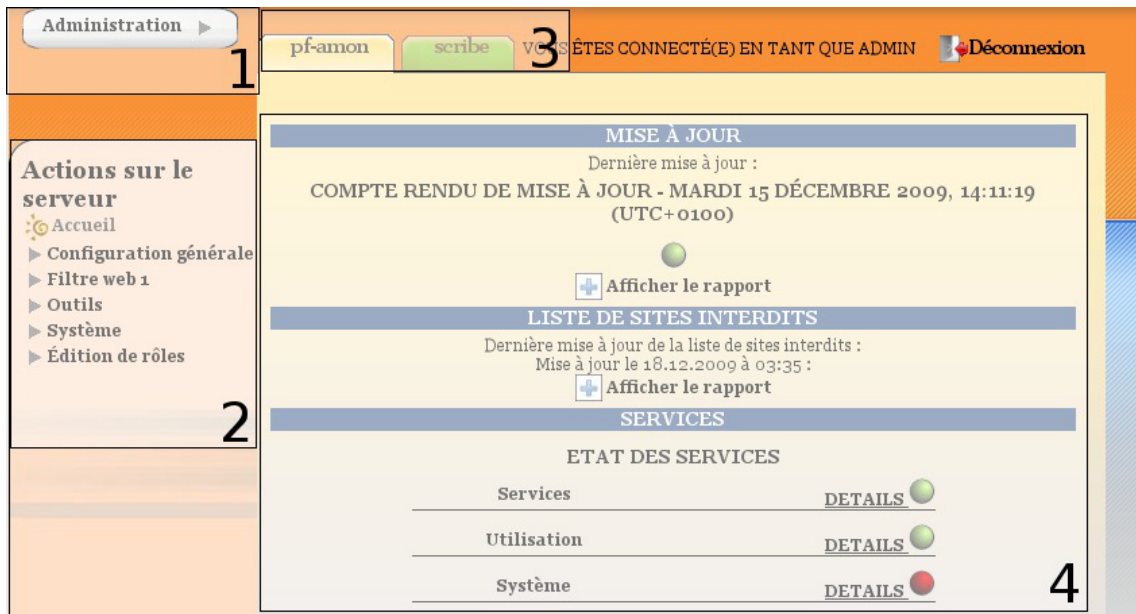 Administration
1
pf-amon
scribe
3
VOUS ÊTES CONNECTÉ(E) EN TANT QUE ADMIN
Déconnexion
Actions sur le
serveur
Accueil
Configuration générale
Filtre web 1
Outils
Système
Édition de rôles
2
MISE À JOUR
Dernière mise à jour :
COMPTE RENDU DE MISE À JOUR - MARDI 15 DÉCEMBRE 2009, 14:11:19
(UTC+0100)
Afficher le rapport
LISTE DE SITES INTERDITS
Dernière mise à jour de la liste de sites interdits :
Mise à jour le 18.12.2009 à 03:35 :
Afficher le rapport
SERVICES
ETAT DES SERVICES
Services DETAILS
Utilisation DETAILS
Système DETAILS
4